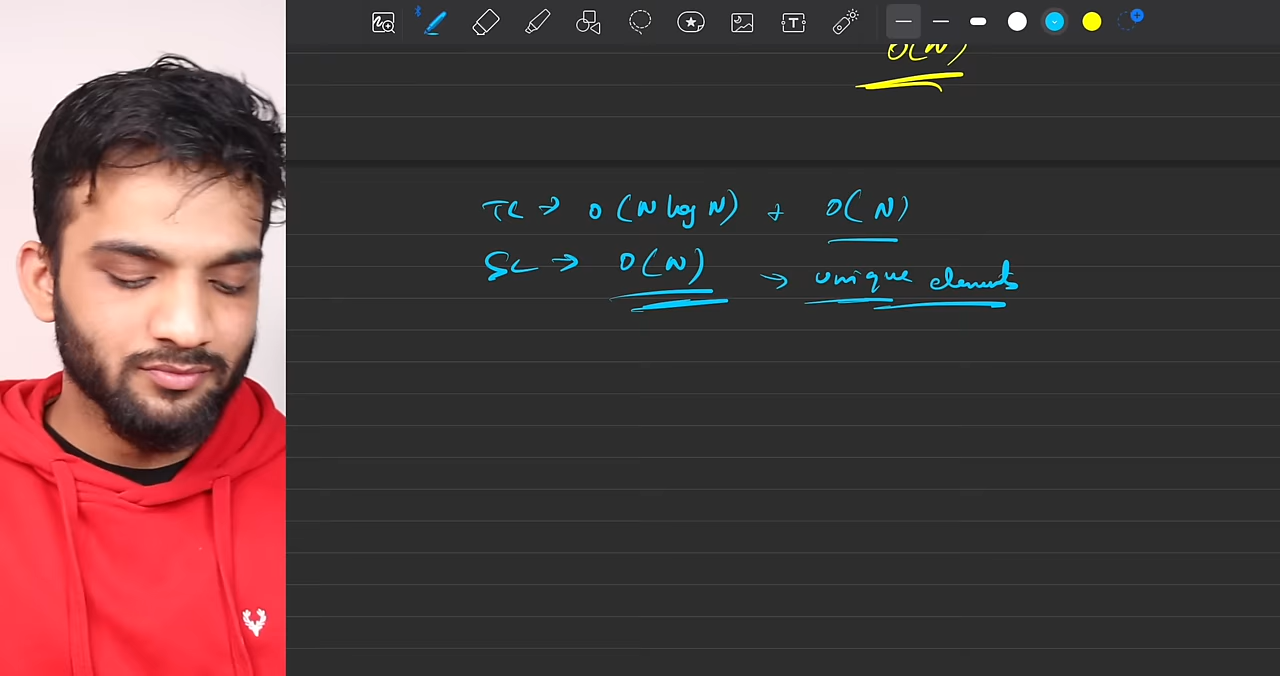 O(N)
TC → O(N log N) + O(N)
SC → O(N) → unique elements